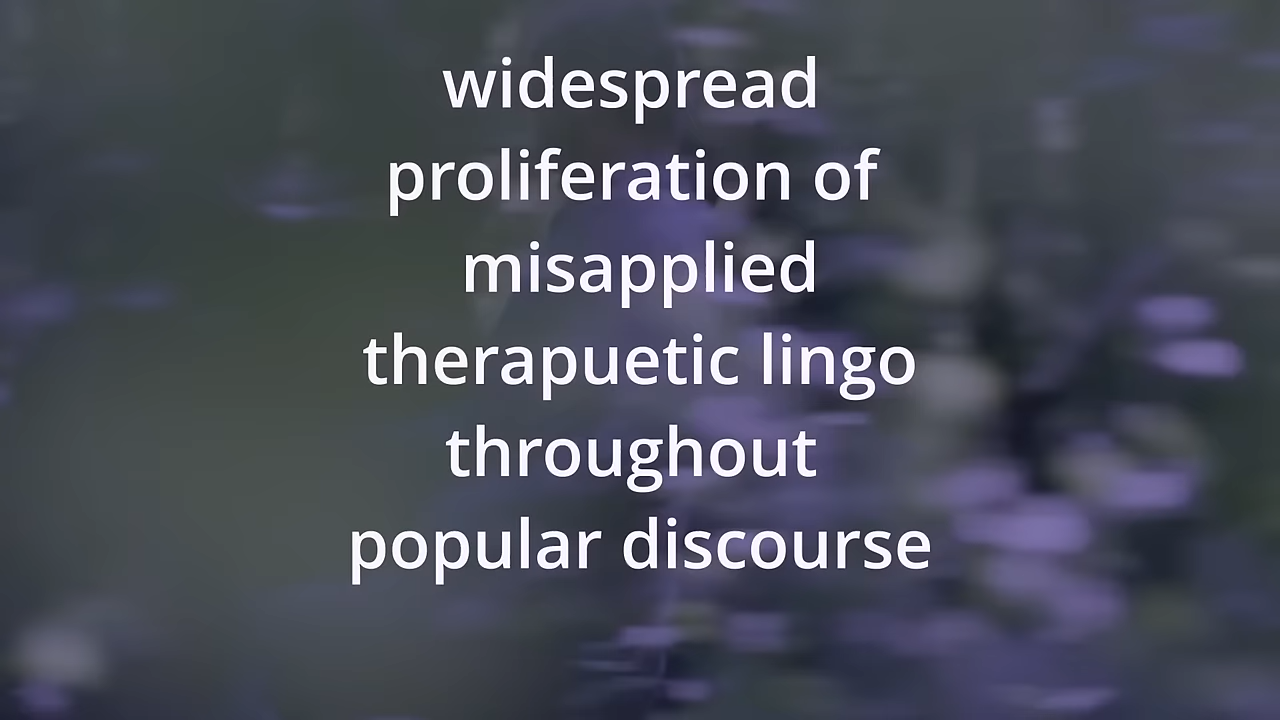 widespread
proliferation of
misapplied
therapuetic lingo
throughout
popular discourse